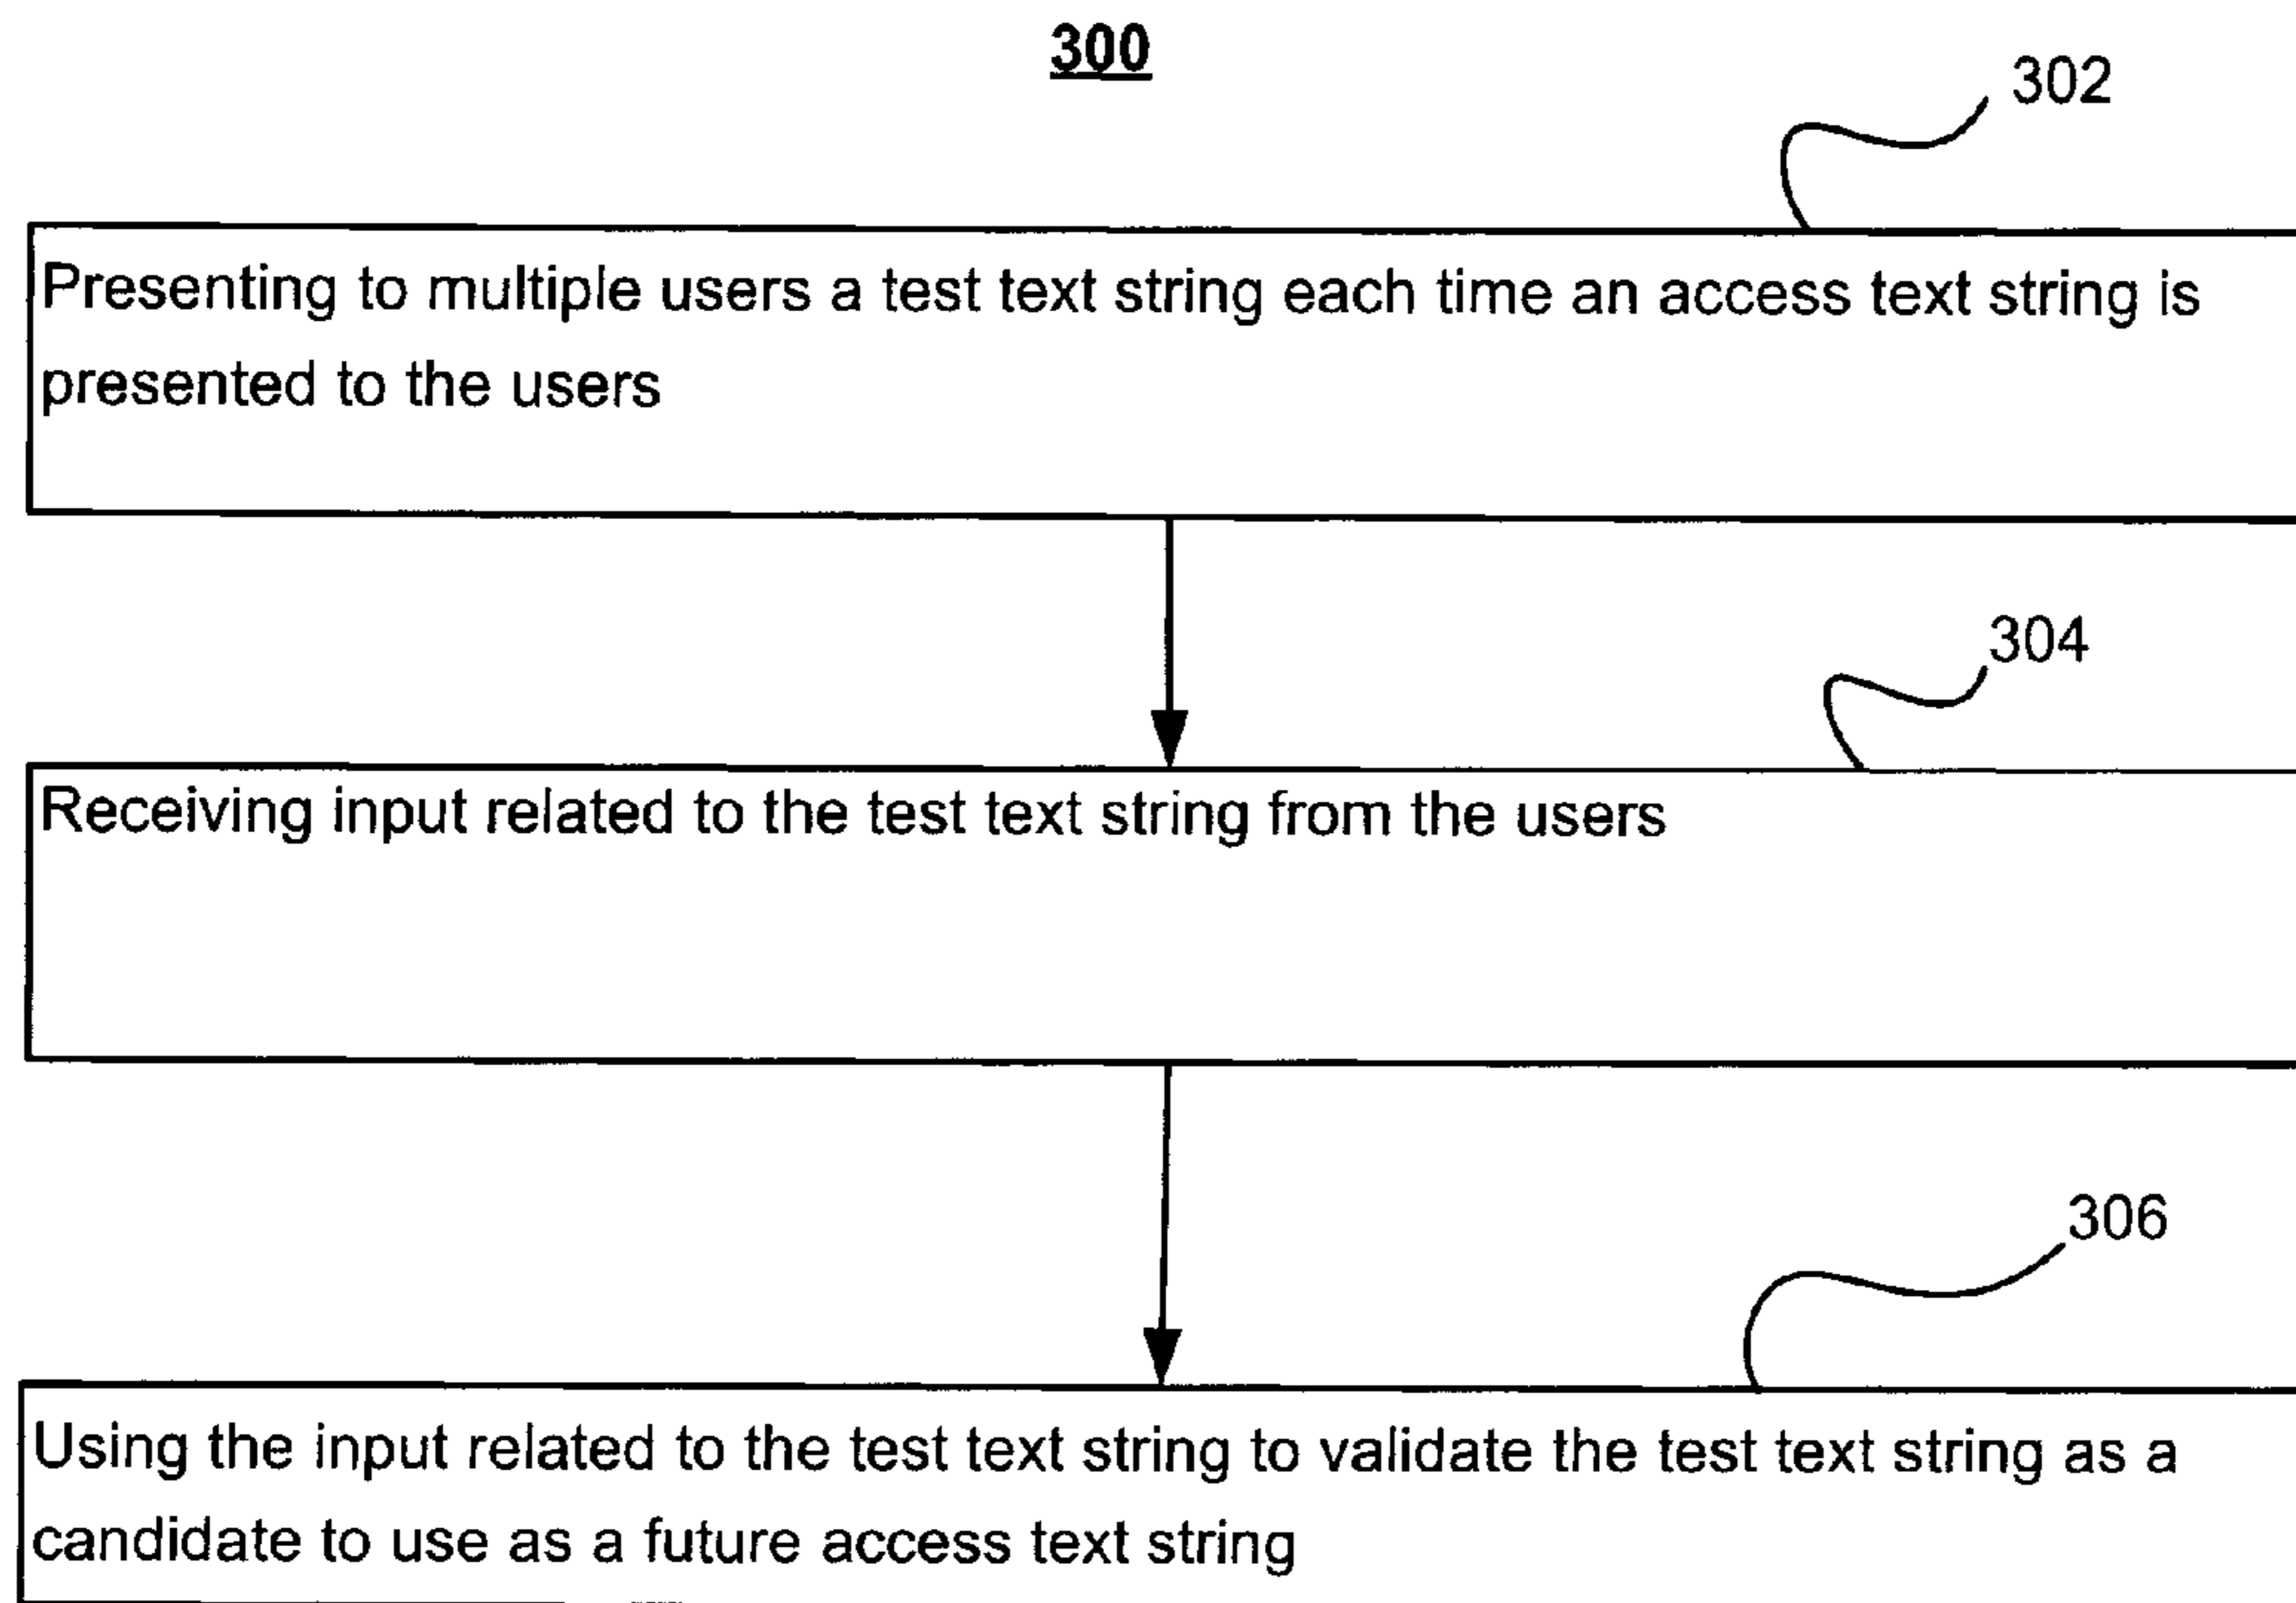 300
302
Presenting to multiple users a test text string each time an access text string is
presented to the users
304
Receiving input related to the test text string from the users
306
Using the input related to the test text string to validate the test text string as a
candidate to use as a future access text string